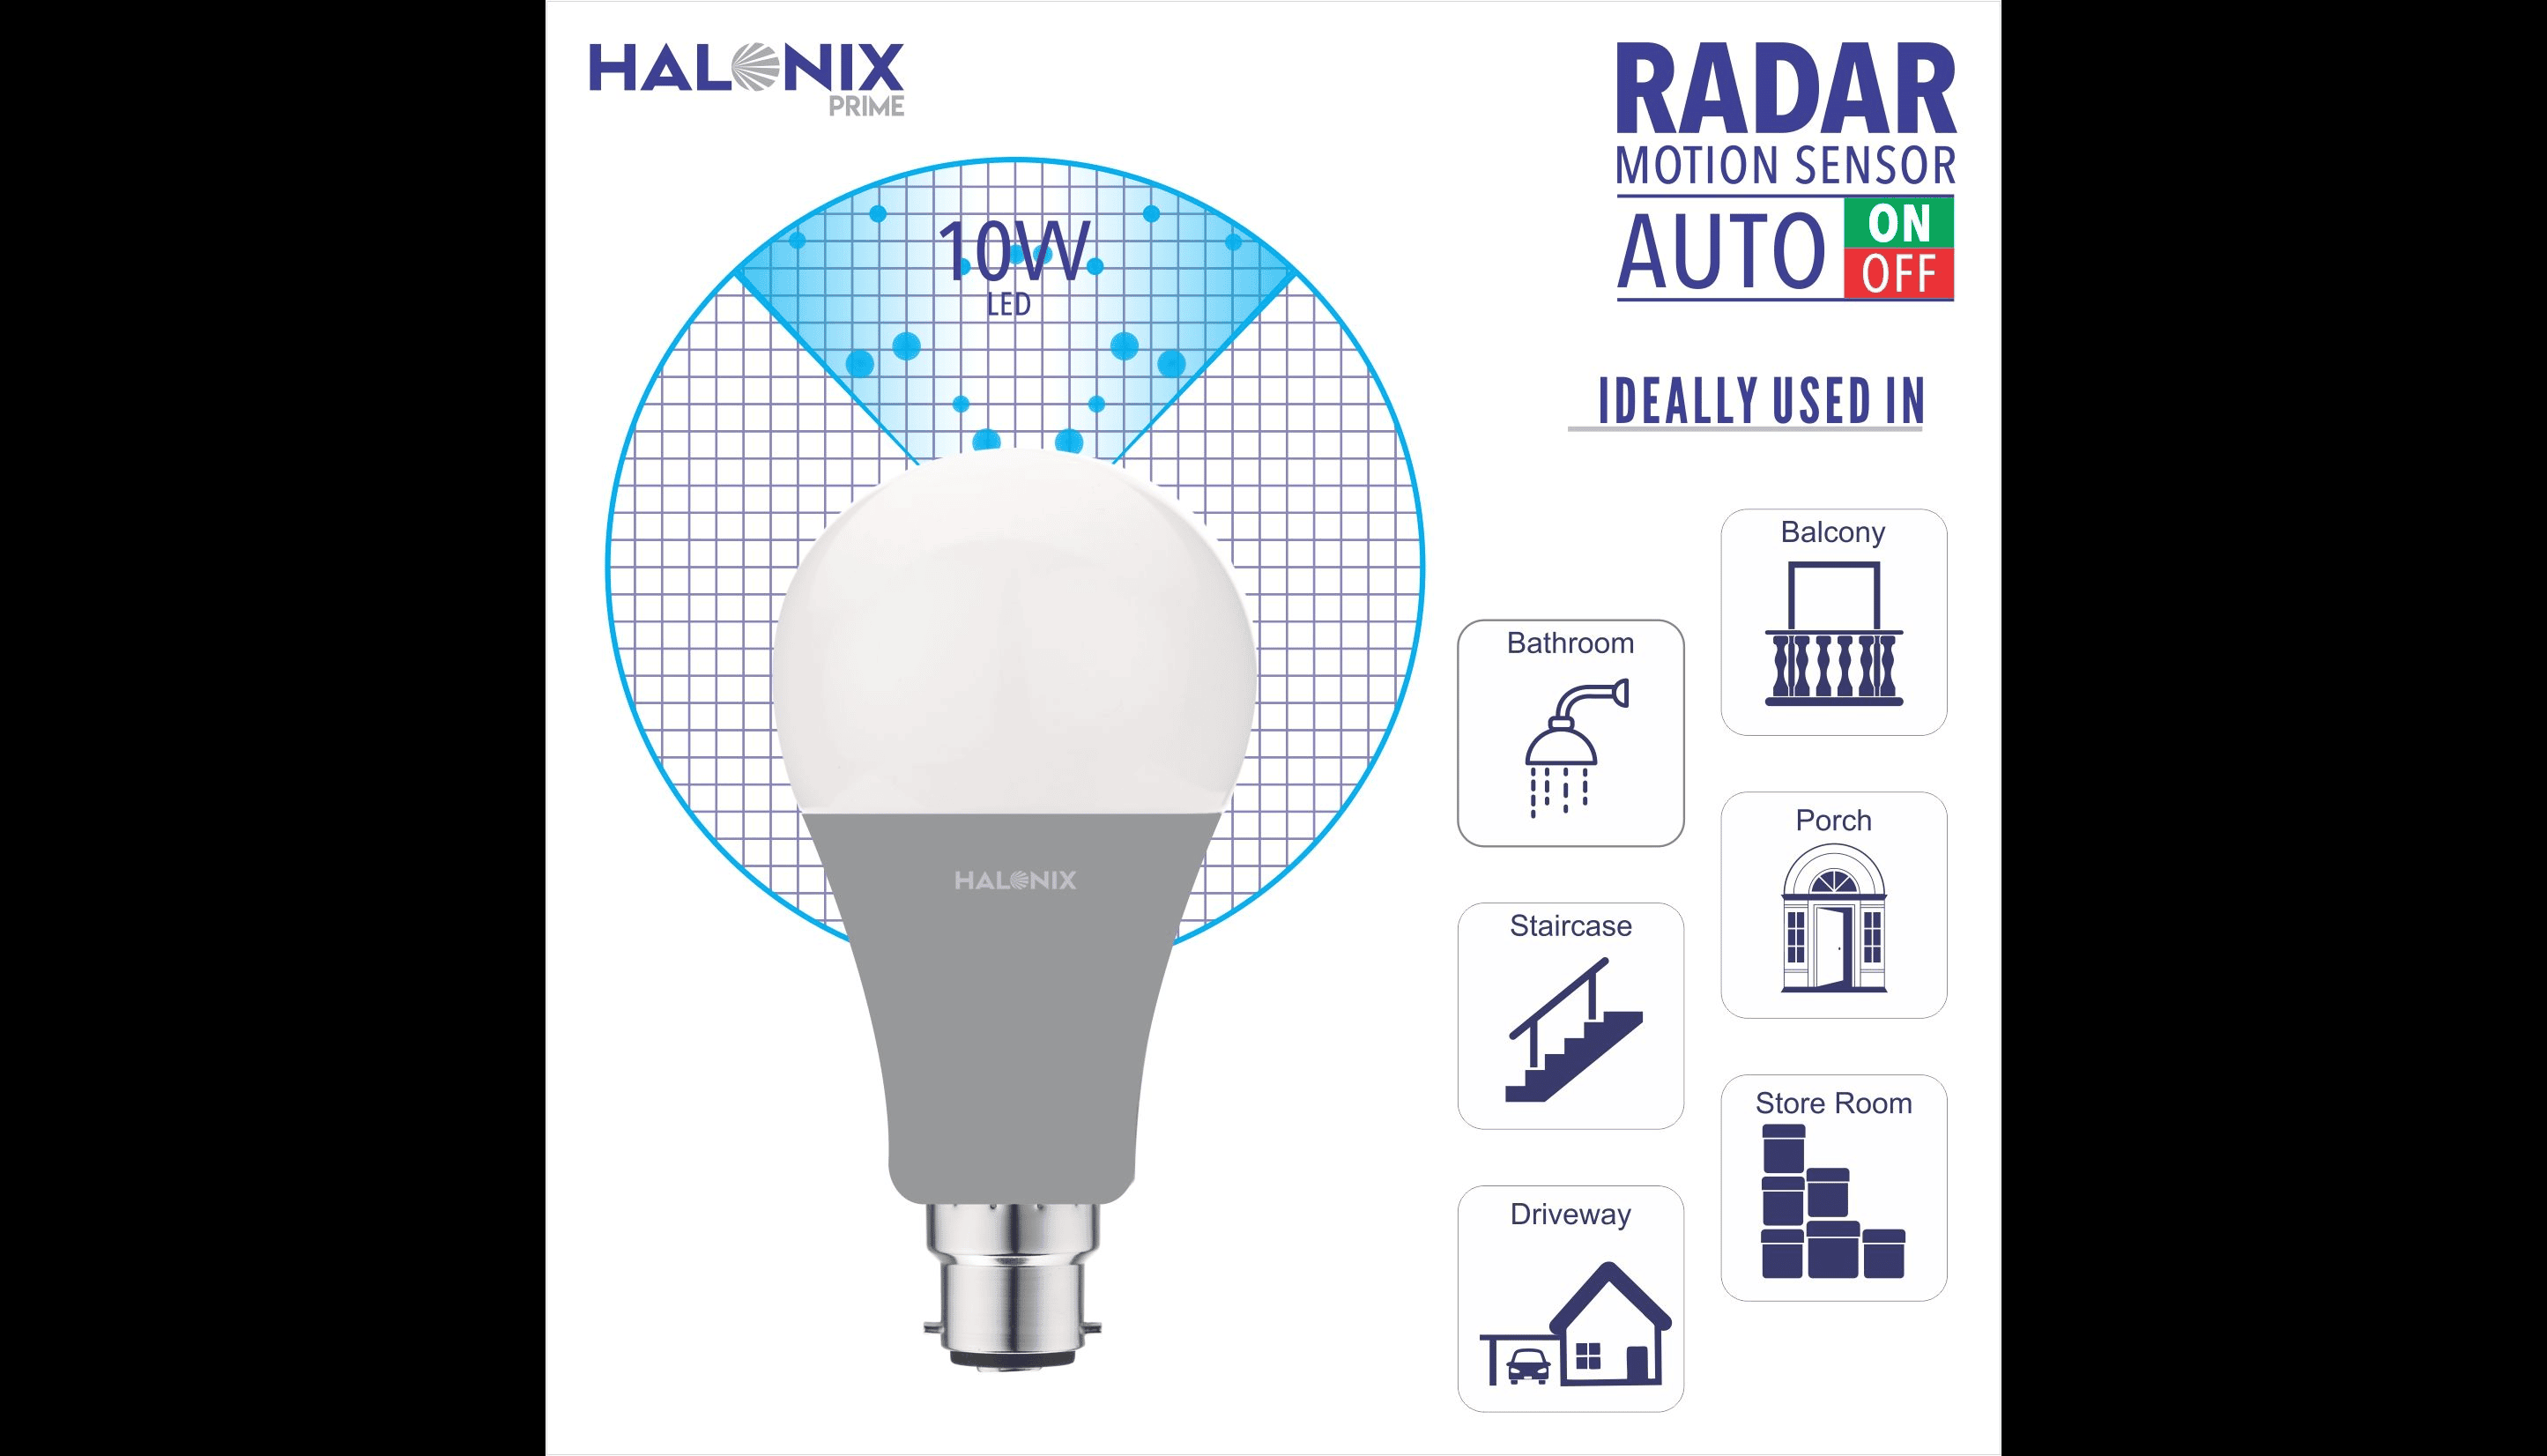 HALONIX
PRIME
RADAR
MOTION SENSOR
AUTO ON
OFF
10W
LED
IDEALLY USED IN
Balcony
Bathroom
Porch
HALONIX
Staircase
Store Room
Driveway